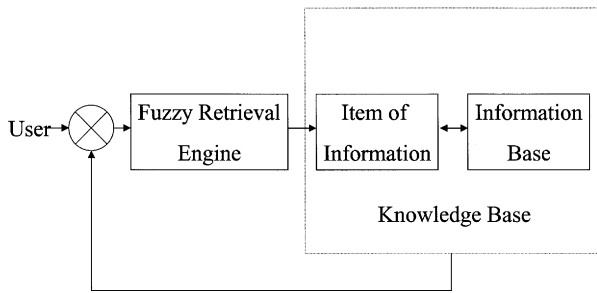 User
Fuzzy Retrieval
Engine
Item of
Information
Information
Base
Knowledge Base